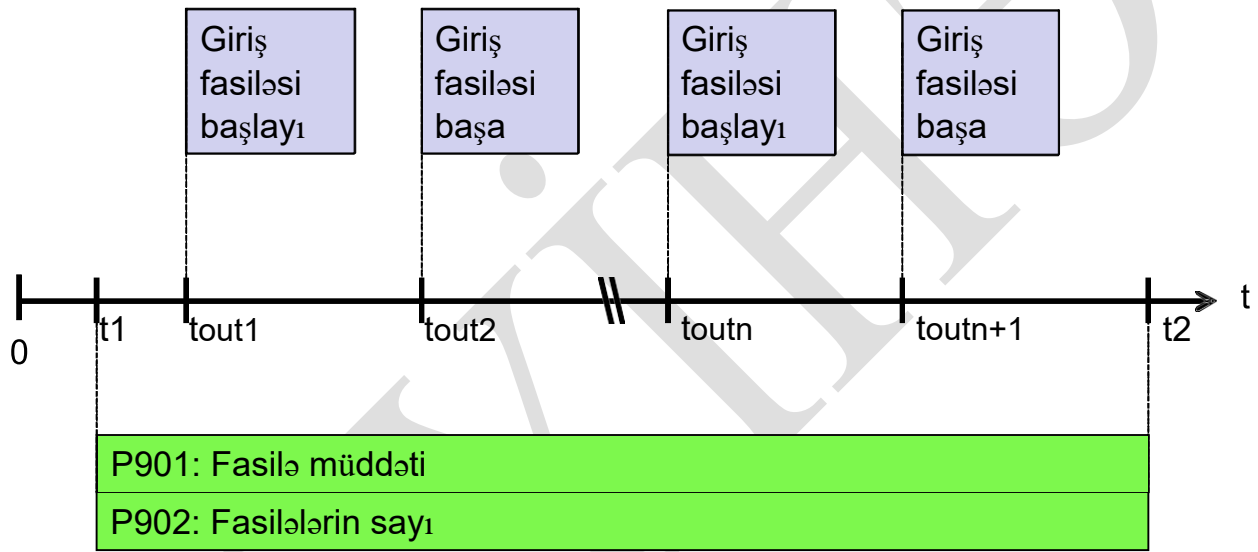 Giriş
fasiləsi
başlayı
Giriş
fasiləsi
başa
Giriş
fasiləsi
başlayı
Giriş
fasiləsi
başa
t
0
t1
tout1
tout2
toutn
toutn+1
t2
P901: Fasilə müddəti
P902: Fasilələrin sayı